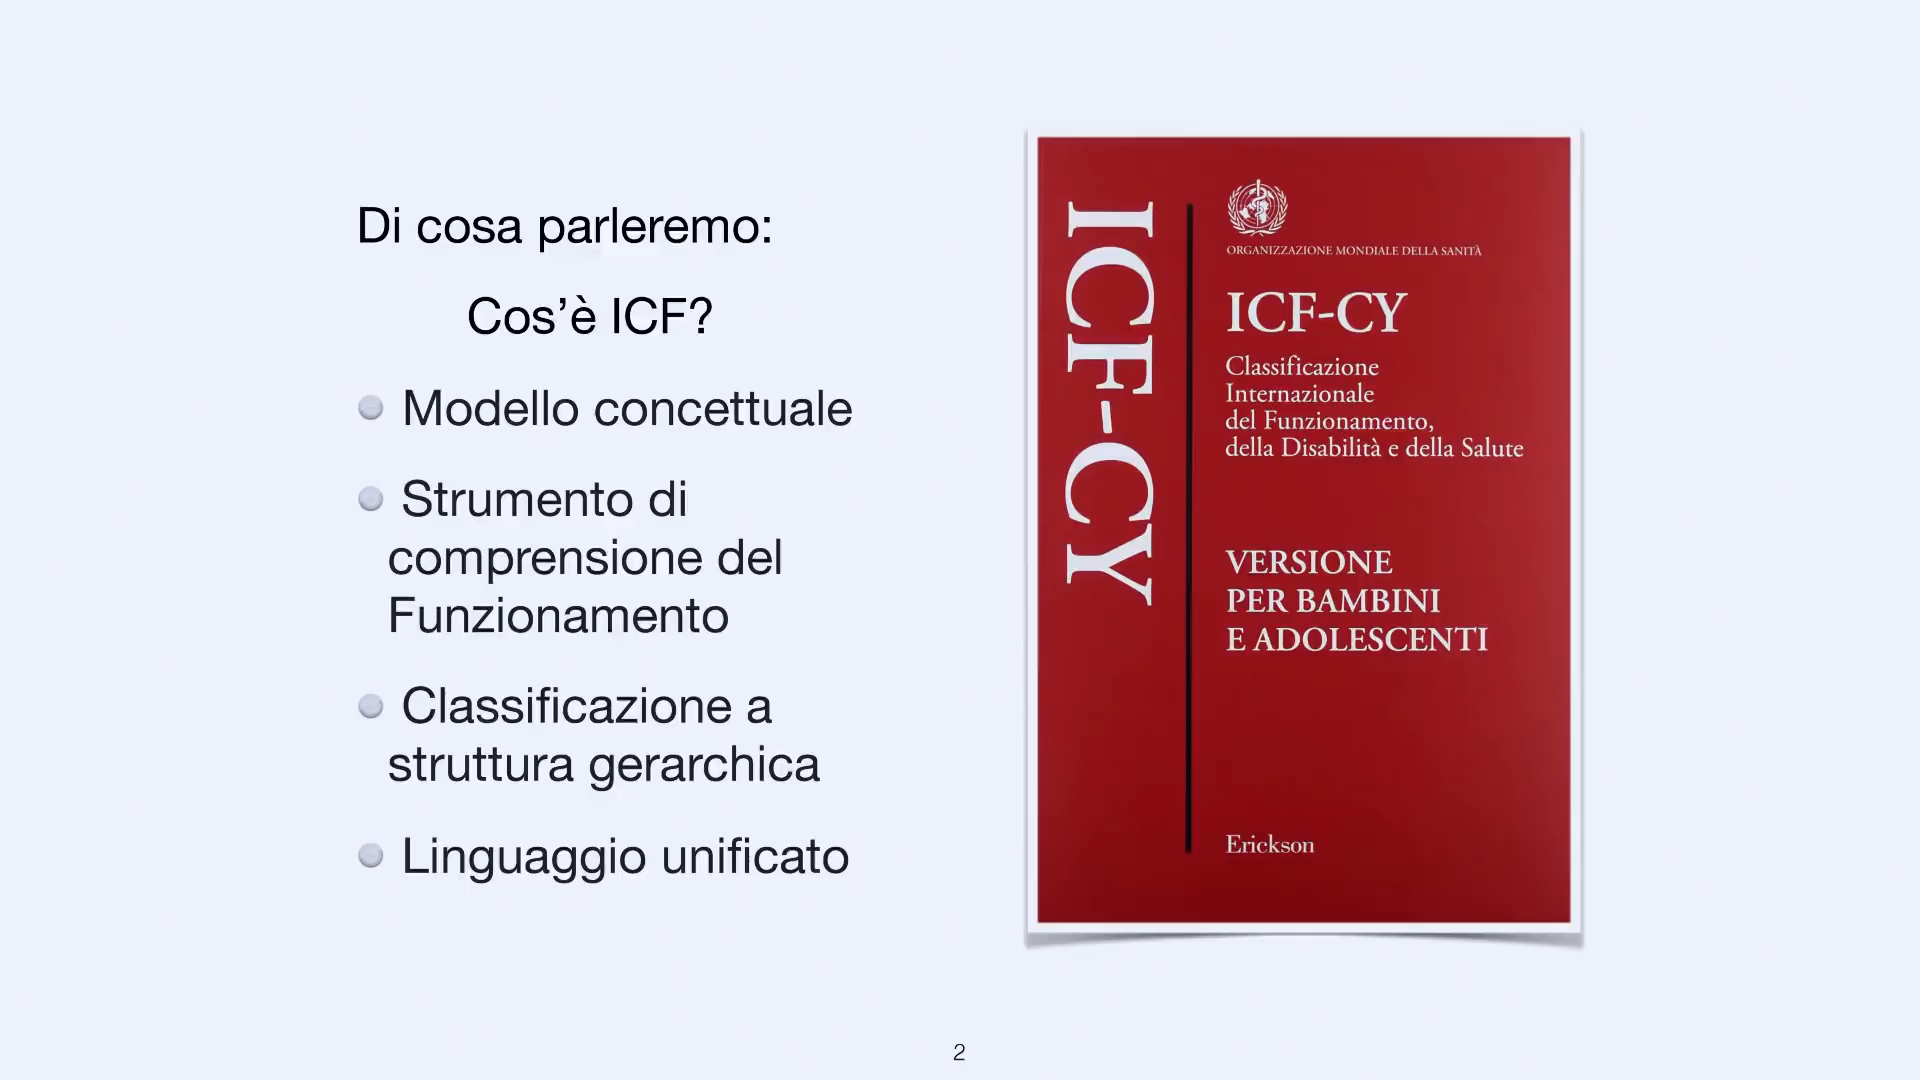 Di cosa parleremo:
Cos’è ICF?
Modello concettuale
Strumento di
comprensione del
Funzionamento
Classificazione a
struttura gerarchica
Linguaggio unificato
ICF-CY
ORGANIZZAZIONE MONDIALE DELLA SANITÀ
ICF-CY
Classificazione
Internazionale
del Funzionamento,
della Disabilità e della Salute
VERSIONE
PER BAMBINI
E ADOLESCENTI
Erickson
2